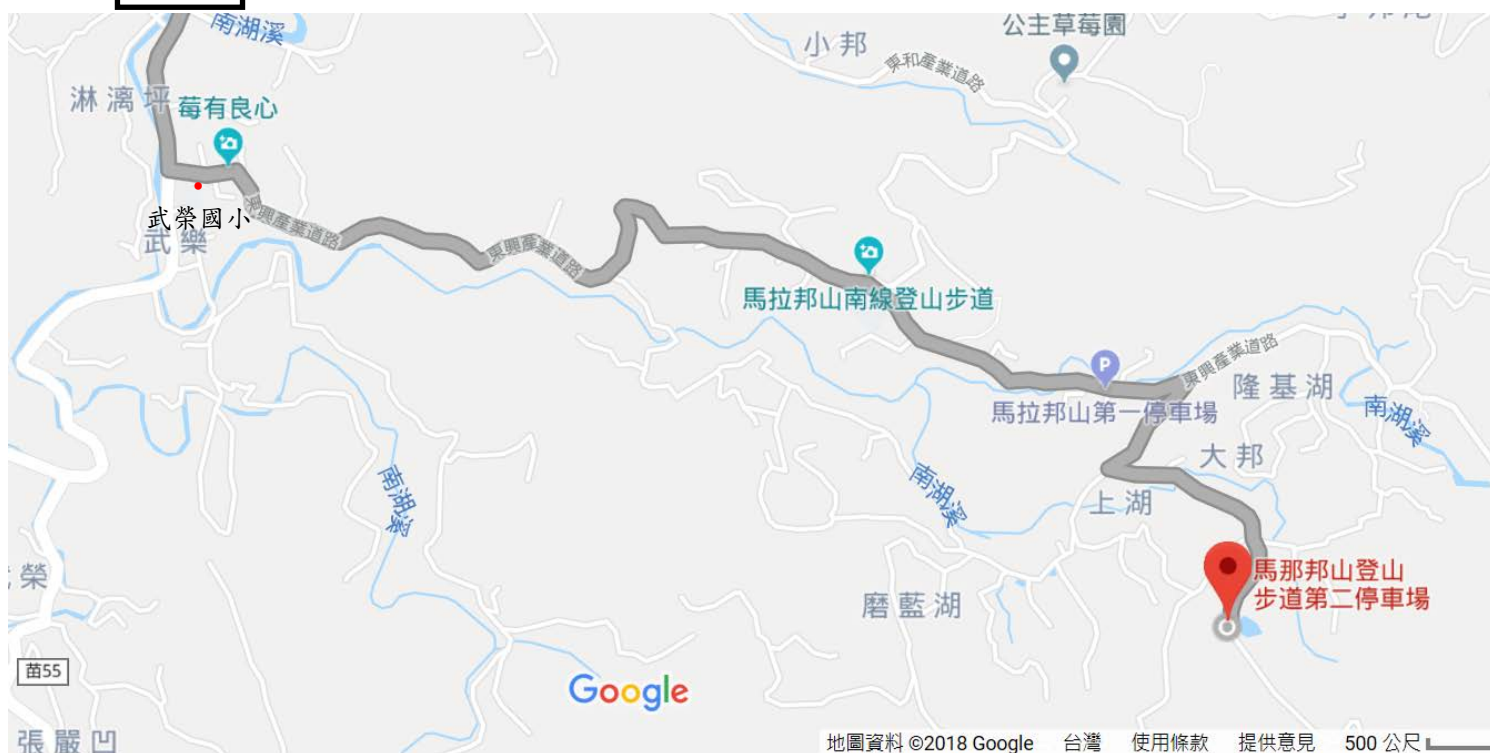 南湖溪
公主草莓園
小邦
東和產業道路
淋漓坪
莓有良心
武榮國小
東興產業道路
武樂
東興產業道路
馬拉邦山南線登山步道
東興產業道路
馬拉邦山第一停車場
隆基湖
南湖溪
大邦
南湖溪
南湖溪
上湖
馬那邦山登山
步道第二停車場
榮
磨藍湖
苗55
Google
張嚴凹
地圖資料 ©2018 Google 台灣 使用條款 提供意見 500 公尺